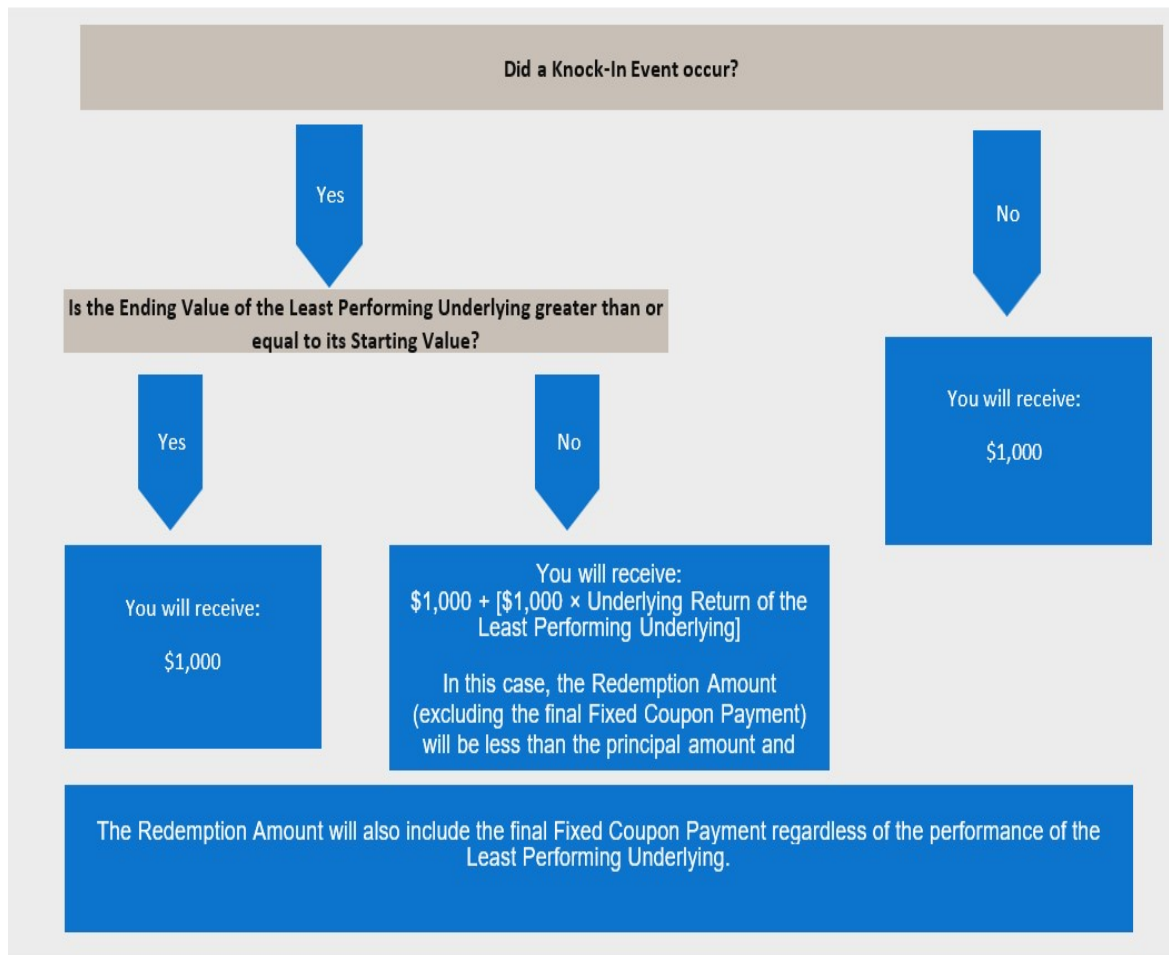 Did a Knock-In Event occur?
Yes
No
Is the Ending Value of the Least Performing Underlying greater than or
equal to its Starting Value?
Yes
No
You will receive:
$1,000
You will receive:
$1,000
You will receive:
$1,000 + [$1,000 × Underlying Return of the
Least Performing Underlying]
In this case, the Redemption Amount
(excluding the final Fixed Coupon Payment)
will be less than the principal amount and
The Redemption Amount will also include the final Fixed Coupon Payment regardless of the performance of the
Least Performing Underlying.